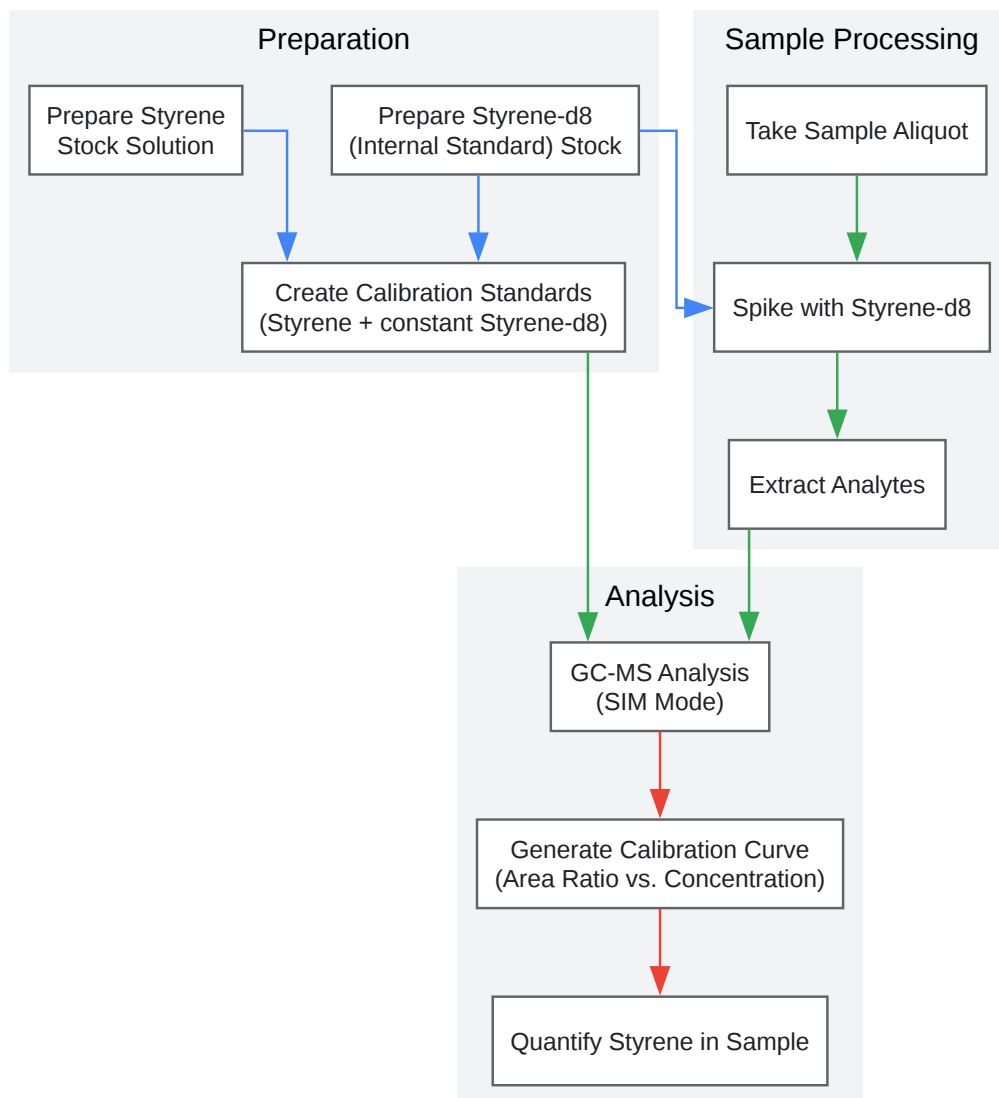 Preparation
Prepare Styrene
Stock Solution
Prepare Styrene-d8
(Internal Standard) Stock
Create Calibration Standards
(Styrene + constant Styrene-d8)
Sample Processing
Take Sample Aliquot
Spike with Styrene-d8
Extract Analytes
Analysis
GC-MS Analysis
(SIM Mode)
Generate Calibration Curve
(Area Ratio vs. Concentration)
Quantify Styrene in Sample